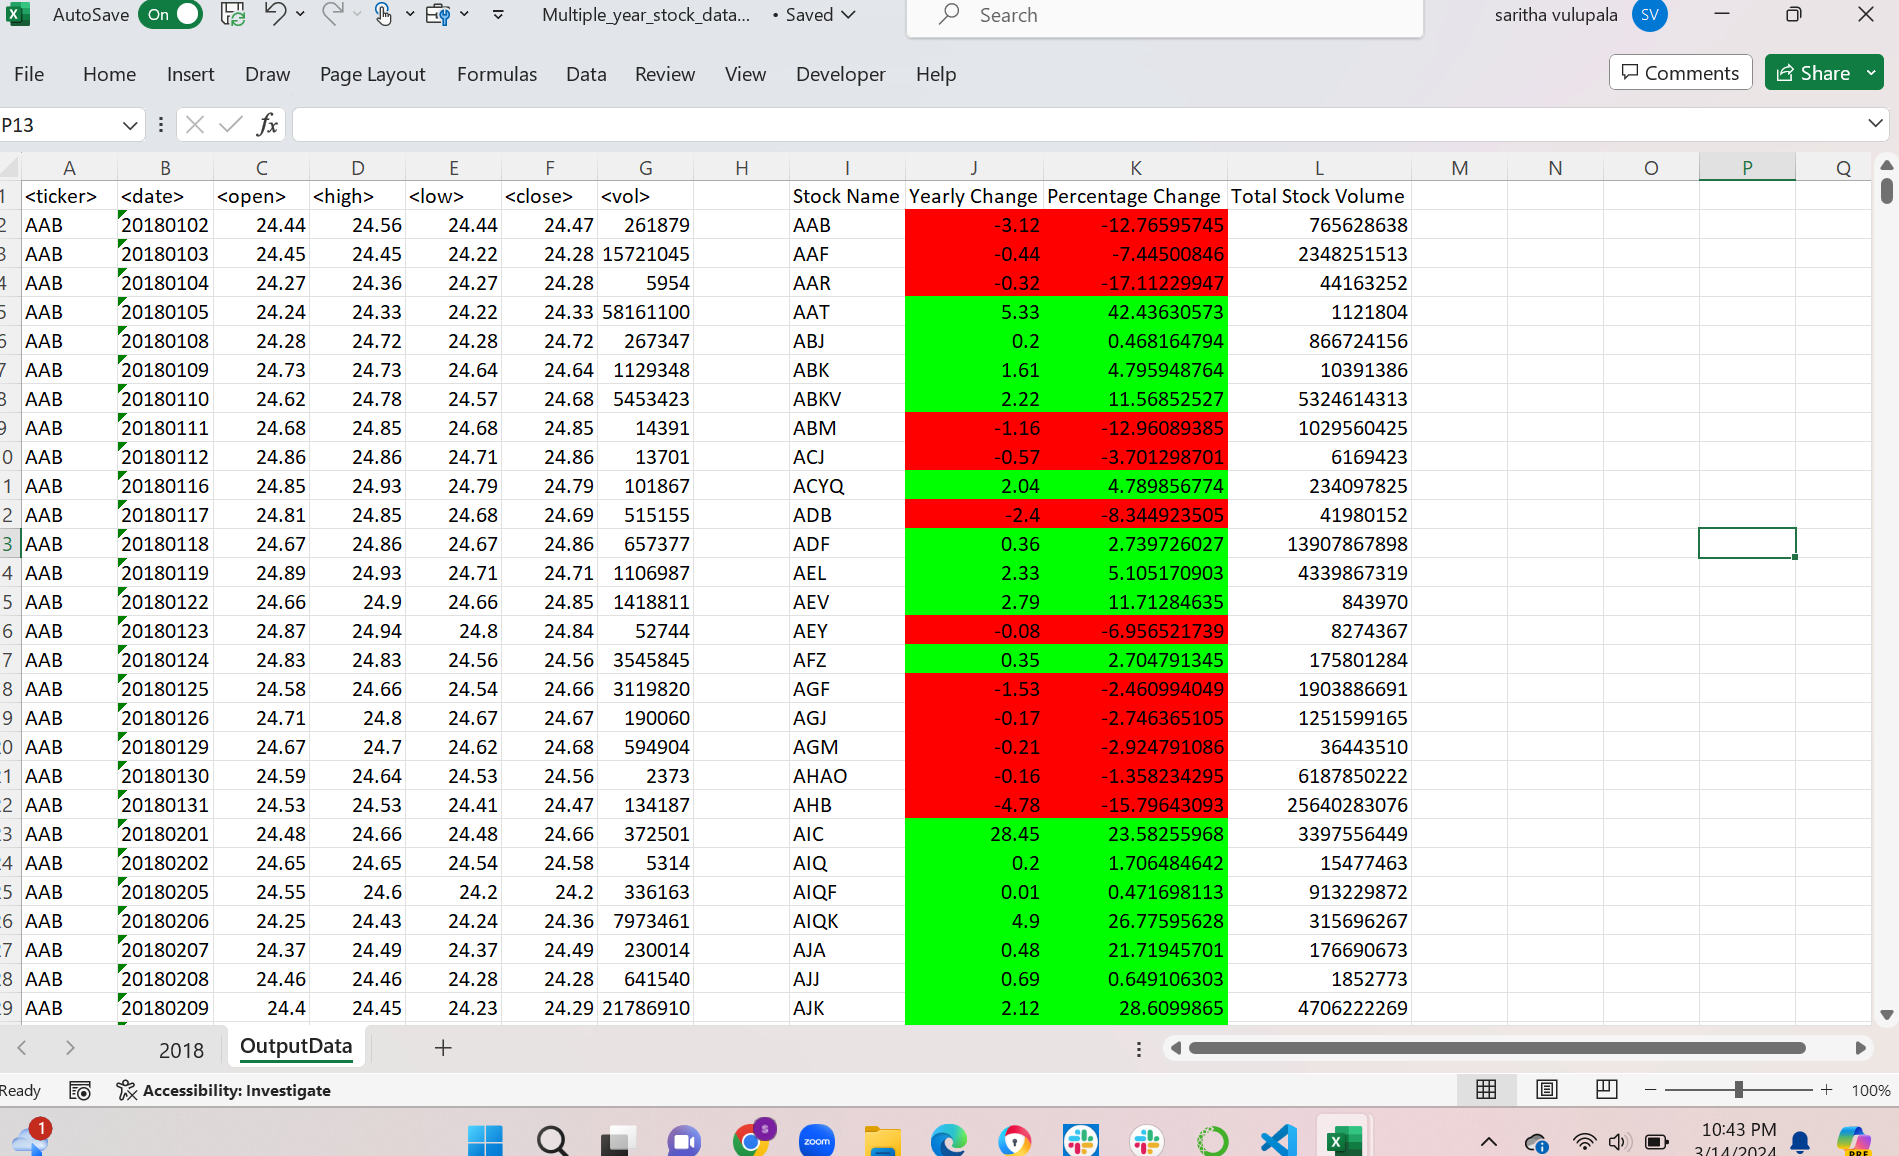 AutoSave On Multiple_year_stock_data... • Saved Search saritha vulupala SV
File Home Insert Draw Page Layout Formulas Data Review View Developer Help Comments Share
P13 fx
A B C D E F G H I J K L M N O P Q
1 <ticker> <date> <open> <high> <low> <close> <vol> Stock Name Yearly Change Percentage Change Total Stock Volume
2 AAB 20180102 24.44 24.56 24.44 24.47 261879 AAB -3.12 -12.76595745 765628638
3 AAB 20180103 24.45 24.45 24.22 24.28 15721045 AAF -0.44 -7.44500846 2348251513
4 AAB 20180104 24.27 24.36 24.27 24.28 5954 AAR -0.32 -17.11229947 44163252
5 AAB 20180105 24.24 24.33 24.22 24.33 58161100 AAT 5.33 42.43630573 1121804
6 AAB 20180108 24.28 24.72 24.28 24.72 267347 ABJ 0.2 0.468164794 866724156
7 AAB 20180109 24.73 24.73 24.64 24.64 1129348 ABK 1.61 4.795948764 10391386
8 AAB 20180110 24.62 24.78 24.57 24.68 5453423 ABKV 2.22 11.56852527 5324614313
9 AAB 20180111 24.68 24.85 24.68 24.85 14391 ABM -1.16 -12.96089385 1029560425
0 AAB 20180112 24.86 24.86 24.71 24.86 13701 ACJ -0.57 -3.701298701 6169423
1 AAB 20180116 24.85 24.93 24.79 24.79 101867 ACYQ 2.04 4.789856774 234097825
2 AAB 20180117 24.81 24.85 24.68 24.69 515155 ADB -2.4 -8.344923505 41980152
3 AAB 20180118 24.67 24.86 24.67 24.86 657377 ADF 0.36 2.739726027 13907867898
4 AAB 20180119 24.89 24.93 24.71 24.71 1106987 AEL 2.33 5.105170903 4339867319
5 AAB 20180122 24.66 24.9 24.66 24.85 1418811 AEV 2.79 11.71284635 843970
6 AAB 20180123 24.87 24.94 24.8 24.84 52744 AEY -0.08 -6.956521739 8274367
7 AAB 20180124 24.83 24.83 24.56 24.56 3545845 AFZ 0.35 2.704791345 175801284
8 AAB 20180125 24.58 24.66 24.54 24.66 3119820 AGF -1.53 -2.460994049 1903886691
9 AAB 20180126 24.71 24.8 24.67 24.67 190060 AGJ -0.17 -2.746365105 1251599165
0 AAB 20180129 24.67 24.7 24.62 24.68 594904 AGM -0.21 -2.924791086 36443510
1 AAB 20180130 24.59 24.64 24.53 24.56 2373 AHAO -0.16 -1.358234295 6187850222
2 AAB 20180131 24.53 24.53 24.41 24.47 134187 AHB -4.78 -15.79643093 25640283076
3 AAB 20180201 24.48 24.66 24.48 24.66 372501 AIC 28.45 23.58255968 3397556449
4 AAB 20180202 24.65 24.65 24.54 24.58 5314 AIQ 0.2 1.706484642 15477463
5 AAB 20180205 24.55 24.6 24.2 24.2 336163 AIQF 0.01 0.471698113 913229872
6 AAB 20180206 24.25 24.43 24.24 24.36 7973461 AIQK 4.9 26.77595628 315696267
7 AAB 20180207 24.37 24.49 24.37 24.49 230014 AJA 0.48 21.71945701 176690673
8 AAB 20180208 24.46 24.46 24.28 24.28 641540 AJJ 0.69 0.649106303 1852773
9 AAB 20180209 24.4 24.45 24.23 24.29 21786910 AJK 2.12 28.6099865 4706222269
2018 OutputData
Ready Accessibility: Investigate 100%
1 S zoom 10:43 PM
3/14/2024 PRE